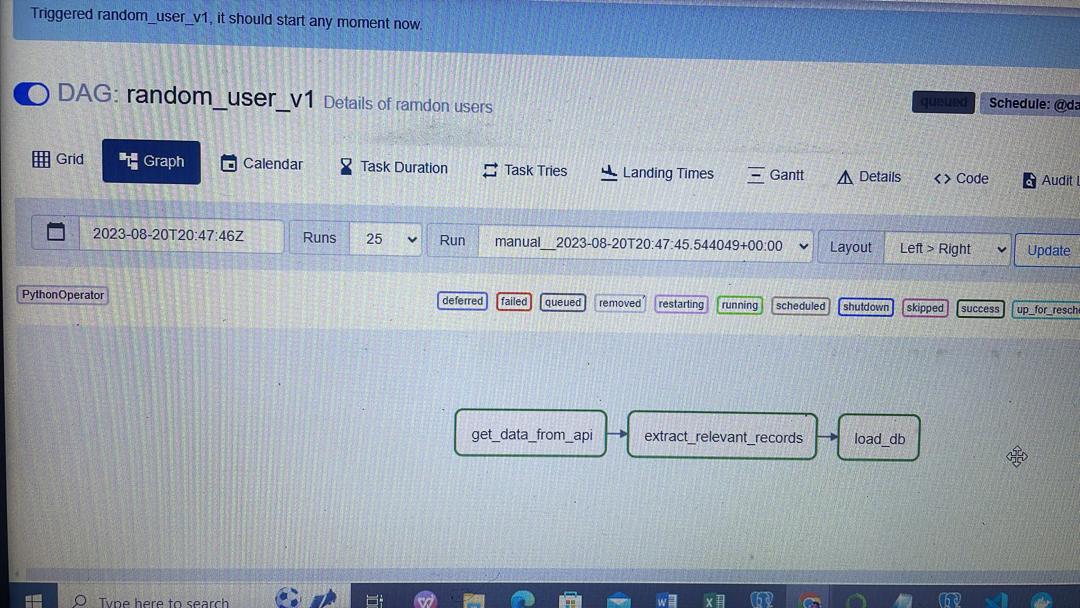 Triggered random_user_v1, it should start any moment now.
DAG: random_user_v1 Details of ramdon users
queued Schedule: @da
Grid Graph Calendar Task Duration Task Tries Landing Times Gantt Details Code Audit L
2023-08-20T20:47:46Z Runs 25 Run manual__2023-08-20T20:47:45.544049+00:00 Layout Left > Right Update
PythonOperator
deferred failed queued removed restarting running scheduled shutdown skipped success up_for_resche
get_data_from_api extract_relevant_records load_db
Type here to search